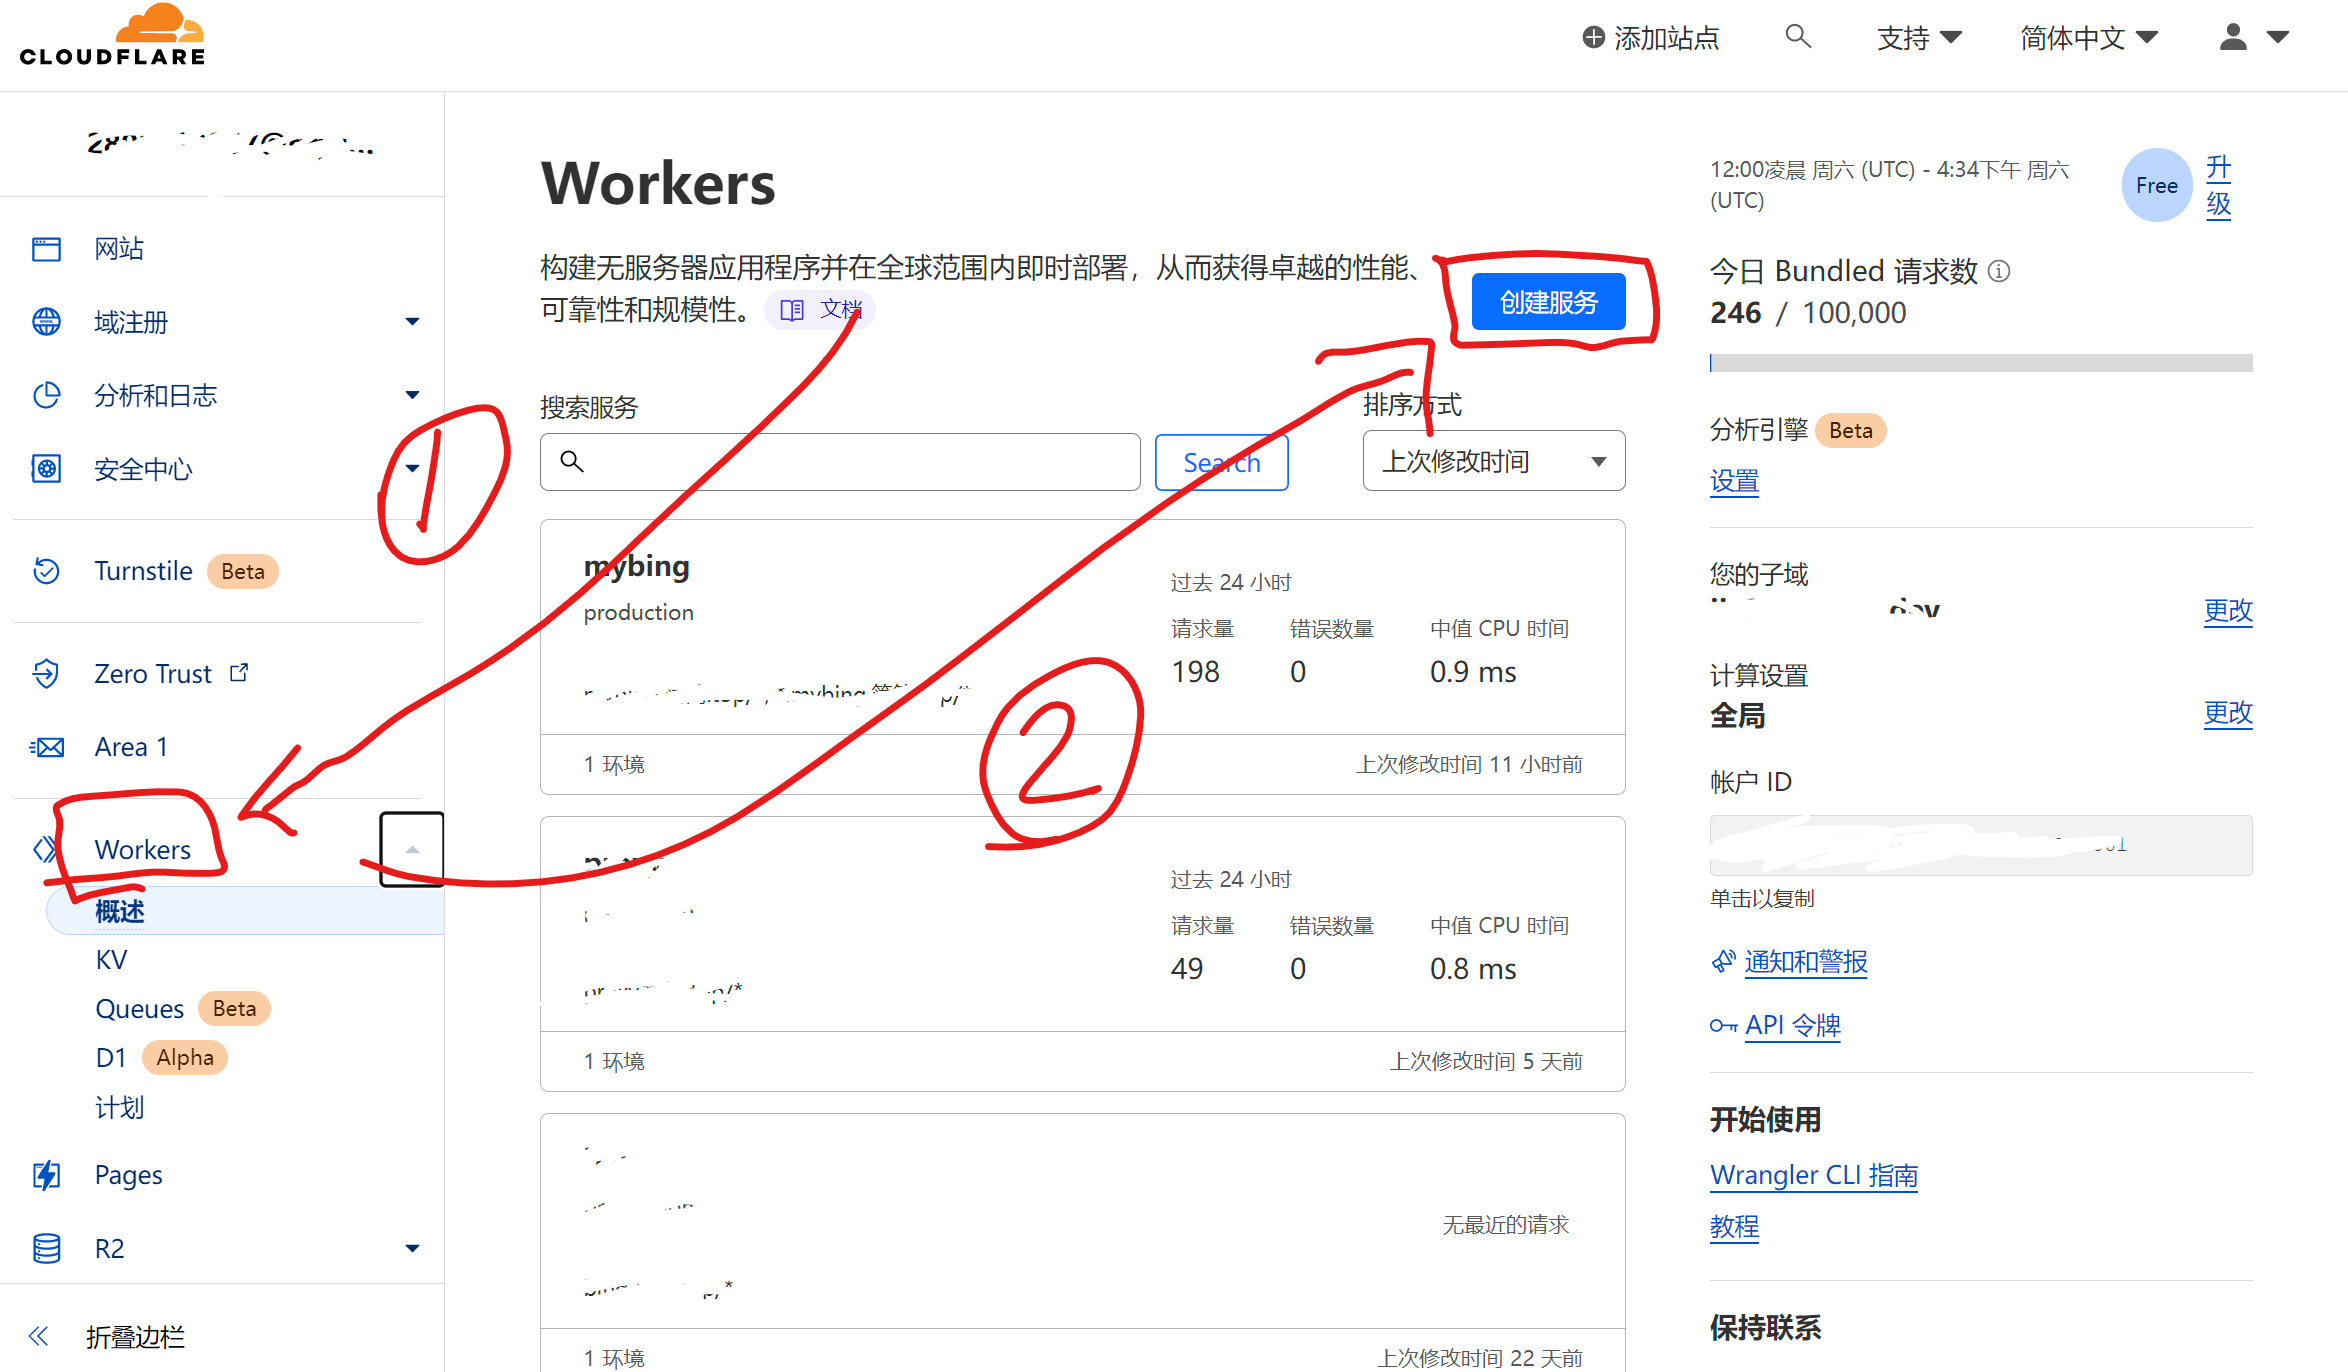 CLOUDFLARE
添加站点
支持
简体中文
网站
域注册
分析和日志
安全中心
Turnstile Beta
Zero Trust
Area 1
Workers
概述
KV
Queues Beta
D1 Alpha
计划
Pages
R2
折叠边栏
1
2
Workers
构建无服务器应用程序并在全球范围内即时部署，从而获得卓越的性能、
可靠性和规模性。 文档
创建服务
搜索服务
排序方式
Search
上次修改时间
mybing
production
过去 24 小时
请求量 错误数量 中值 CPU 时间
198 0 0.9 ms
1 环境
上次修改时间 11 小时前
过去 24 小时
请求量 错误数量 中值 CPU 时间
49 0 0.8 ms
1 环境
上次修改时间 5 天前
无最近的请求
1 环境
上次修改时间 22 天前
12:00凌晨 周六 (UTC) - 4:34下午 周六
(UTC)
Free
升
级
今日 Bundled 请求数
246 / 100,000
分析引擎 Beta
设置
您的子域
更改
计算设置
全局
更改
帐户 ID
单击以复制
通知和警报
API 令牌
开始使用
Wrangler CLI 指南
教程
保持联系